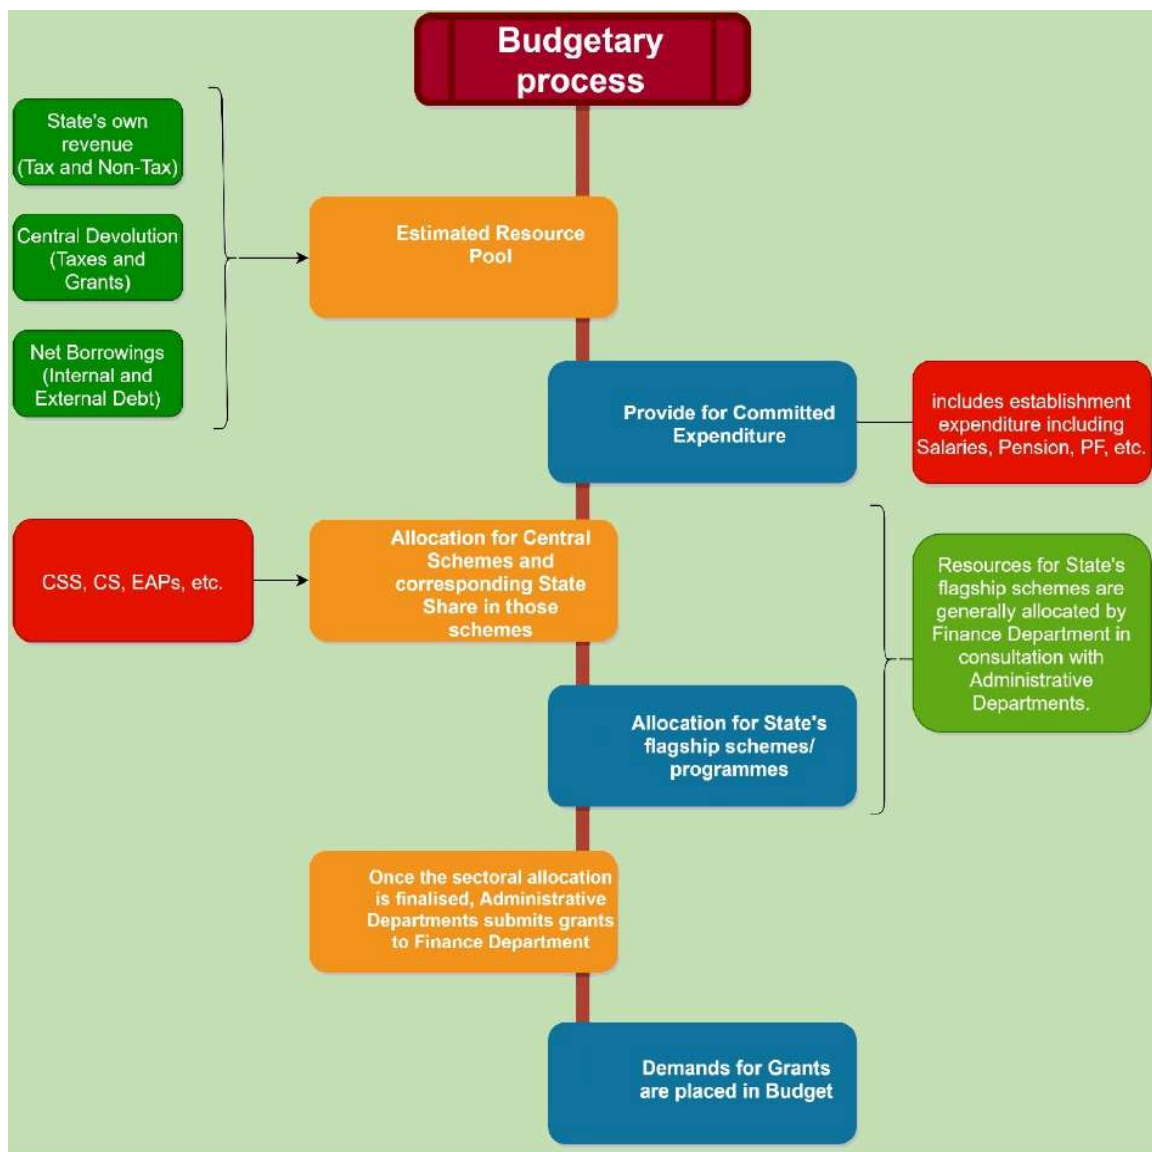 Budgetary
process
State's own
revenue
(Tax and Non-Tax)
Central Devolution
(Taxes and
Grants)
Net Borrowings
(Internal and
External Debt)
Estimated Resource
Pool
Provide for Committed
Expenditure
includes establishment
expenditure including
Salaries, Pension, PF, etc.
CSS, CS, EAPs, etc.
Allocation for Central
Schemes and
corresponding State
Share in those
schemes
Resources for State's
flagship schemes are
generally allocated by
Finance Department in
consultation with
Administrative
Departments.
Allocation for State's
flagship schemes/
programmes
Once the sectoral allocation
is finalised, Administrative
Departments submits grants
to Finance Department
Demands for Grants
are placed in Budget